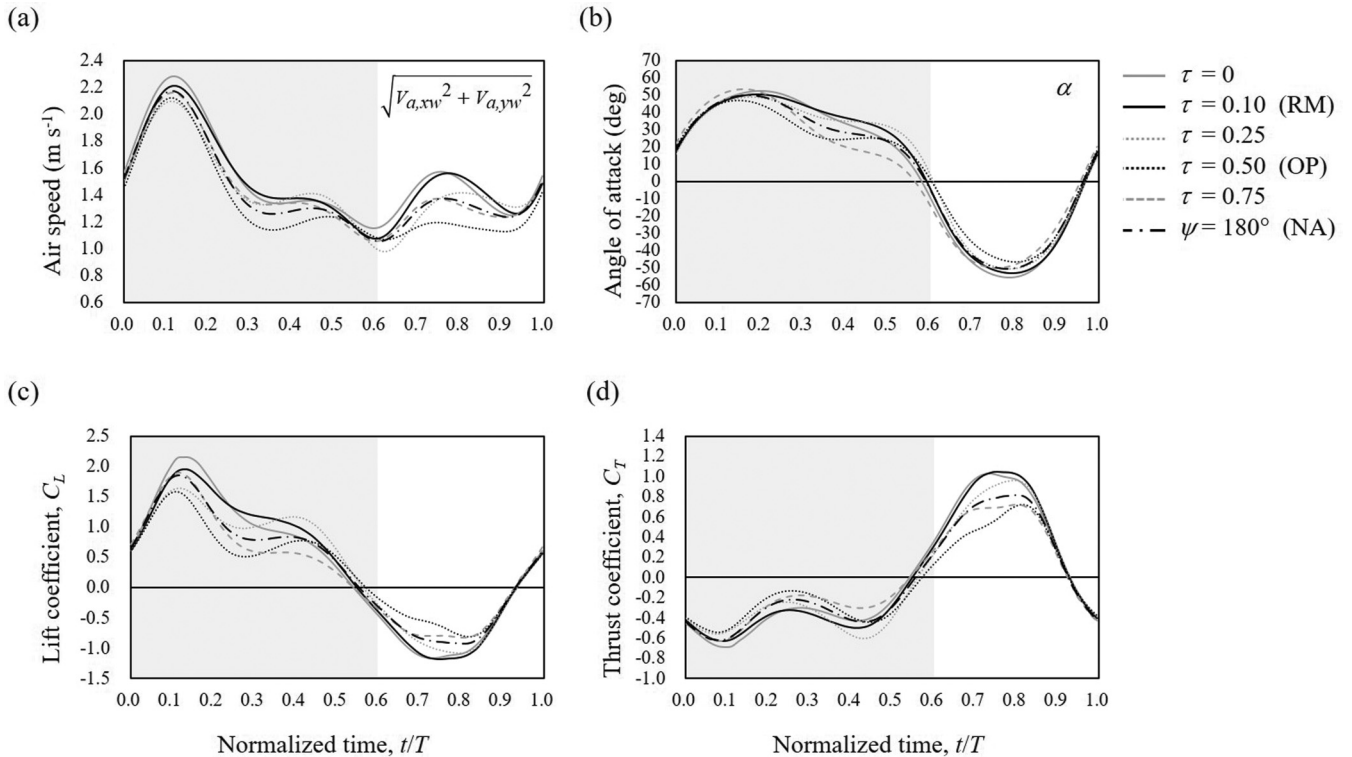 (a)
Air speed (m s⁻¹)
2.4
2.2
2.0
1.8
1.6
1.4
1.2
1.0
0.8
0.6
√(V_{a,xw}² + V_{a,yw}²)
0.0 0.1 0.2 0.3 0.4 0.5 0.6 0.7 0.8 0.9 1.0
(b)
Angle of attack (deg)
70
60
50
40
30
20
10
0
-10
-20
-30
-40
-50
-60
-70
α
0.0 0.1 0.2 0.3 0.4 0.5 0.6 0.7 0.8 0.9 1.0
τ = 0
τ = 0.10 (RM)
τ = 0.25
τ = 0.50 (OP)
τ = 0.75
ψ = 180° (NA)
(c)
Lift coefficient, C_L
2.5
2.0
1.5
1.0
0.5
0.0
-0.5
-1.0
-1.5
0.0 0.1 0.2 0.3 0.4 0.5 0.6 0.7 0.8 0.9 1.0
Normalized time, t/T
(d)
Thrust coefficient, C_T
1.4
1.2
1.0
0.8
0.6
0.4
0.2
0.0
-0.2
-0.4
-0.6
-0.8
-1.0
0.0 0.1 0.2 0.3 0.4 0.5 0.6 0.7 0.8 0.9 1.0
Normalized time, t/T